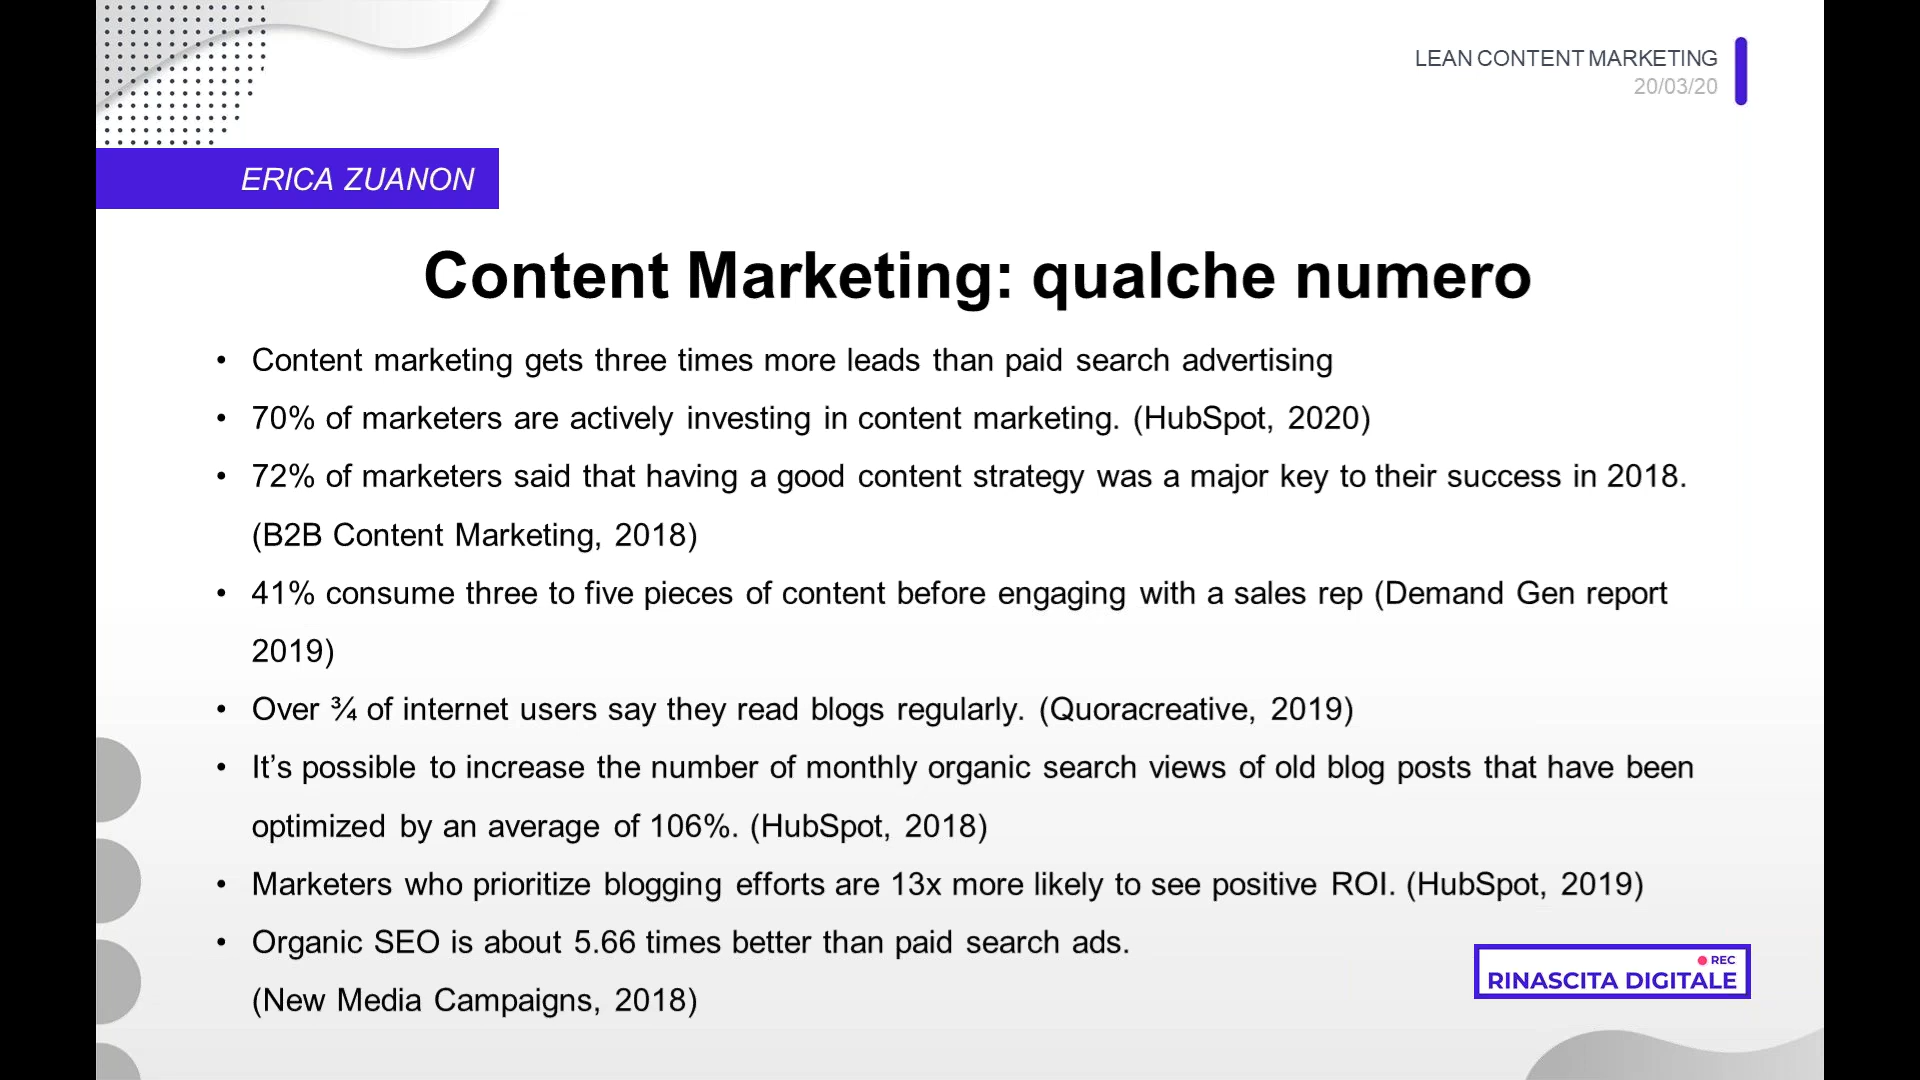 LEAN CONTENT MARKETING
20/03/20
ERICA ZUANON
Content Marketing: qualche numero
• Content marketing gets three times more leads than paid search advertising
• 70% of marketers are actively investing in content marketing. (HubSpot, 2020)
• 72% of marketers said that having a good content strategy was a major key to their success in 2018.
(B2B Content Marketing, 2018)
• 41% consume three to five pieces of content before engaging with a sales rep (Demand Gen report
2019)
• Over ¾ of internet users say they read blogs regularly. (Quoracreative, 2019)
• It’s possible to increase the number of monthly organic search views of old blog posts that have been
optimized by an average of 106%. (HubSpot, 2018)
• Marketers who prioritize blogging efforts are 13x more likely to see positive ROI. (HubSpot, 2019)
• Organic SEO is about 5.66 times better than paid search ads.
(New Media Campaigns, 2018)
REC
RINASCITA DIGITALE